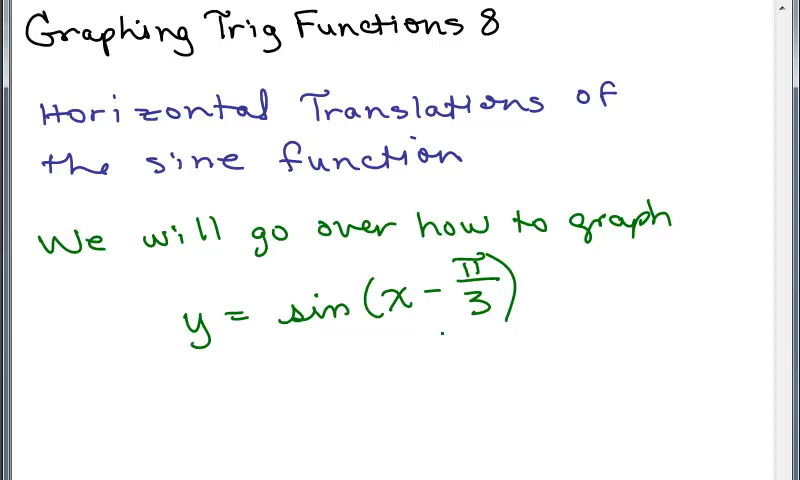 Graphing Trig Functions 8
Horizontal Translations of
the sine function
We will go over how to graph
y = sin(x - π/3)